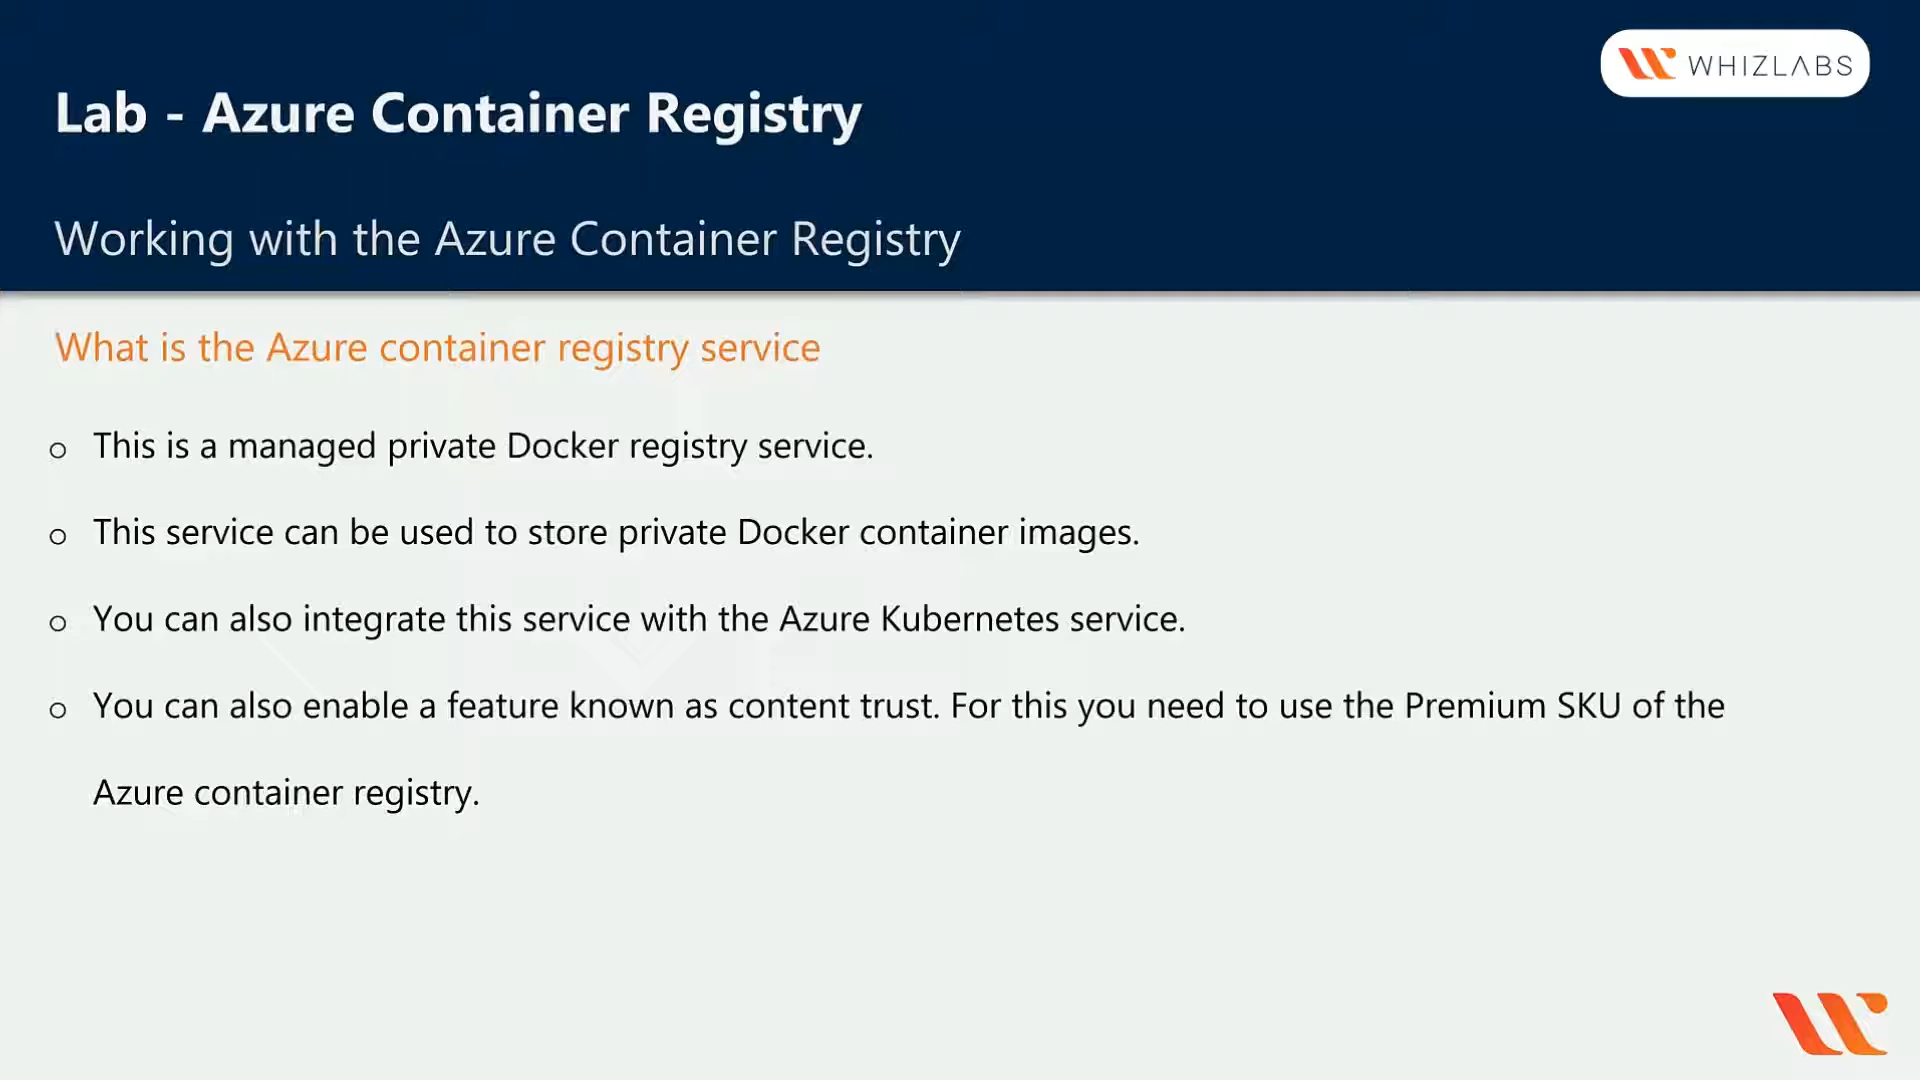 WHIZLABS
Lab - Azure Container Registry
Working with the Azure Container Registry
What is the Azure container registry service
o This is a managed private Docker registry service.
o This service can be used to store private Docker container images.
o You can also integrate this service with the Azure Kubernetes service.
o You can also enable a feature known as content trust. For this you need to use the Premium SKU of the
Azure container registry.